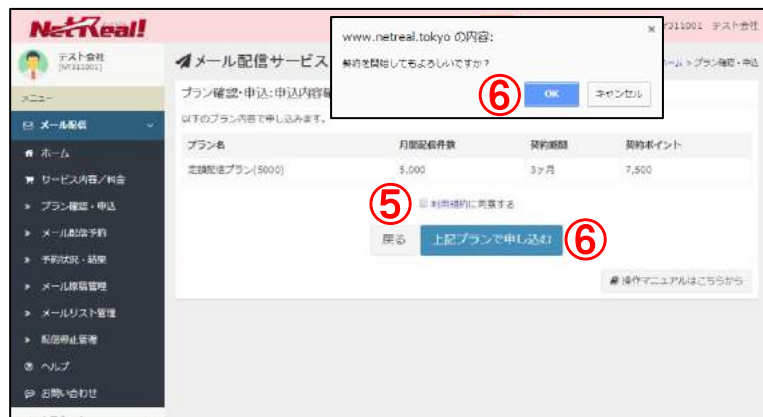 NetReal!
NY311001 テスト会社
www.netreal.tokyo の内容:
×
契約を開始してもよろしいですか？
⑥
OK
キャンセル
テスト会社
[NY311001]
メール配信サービス
ホーム > プラン確認・申込
メニュー
プラン確認・申込:申込内容確
以下のプラン内容で申し込みます。
メール配信
プラン名 月間配信件数 契約期間 契約ポイント
ホーム
定額配信プラン(5000) 5,000 3ヶ月 7,500
サービス内容/料金
⑤
利用規約に同意する
プラン確認・申込
戻る
上記プランで申し込む
⑥
メール配信予約
予約状況・結果
操作マニュアルはこちらから
メール原稿管理
メールリスト管理
配信停止管理
ヘルプ
お問い合わせ